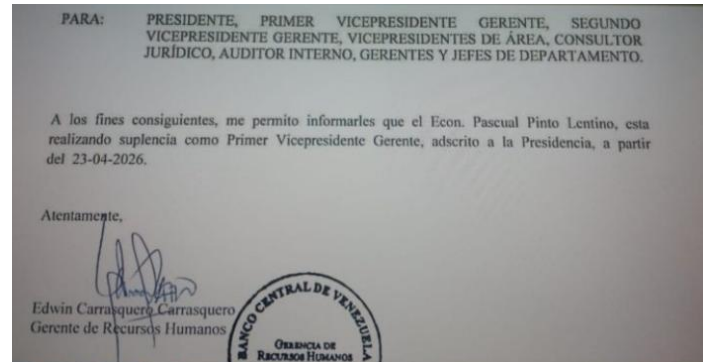 PARA: PRESIDENTE, PRIMER VICEPRESIDENTE GERENTE, SEGUNDO
VICEPRESIDENTE GERENTE, VICEPRESIDENTES DE ÁREA, CONSULTOR
JURÍDICO, AUDITOR INTERNO, GERENTES Y JEFES DE DEPARTAMENTO.
A los fines consiguientes, me permito informarles que el Econ. Pascual Pinto Lentino, esta
realizando suplencia como Primer Vicepresidente Gerente, adscrito a la Presidencia, a partir
del 23-04-2026.
Atentamente,
Edwin Carrasquero Carrasquero
Gerente de Recursos Humanos
BANCO CENTRAL DE VENEZUELA
GERENCIA DE
RECURSOS HUMANOS